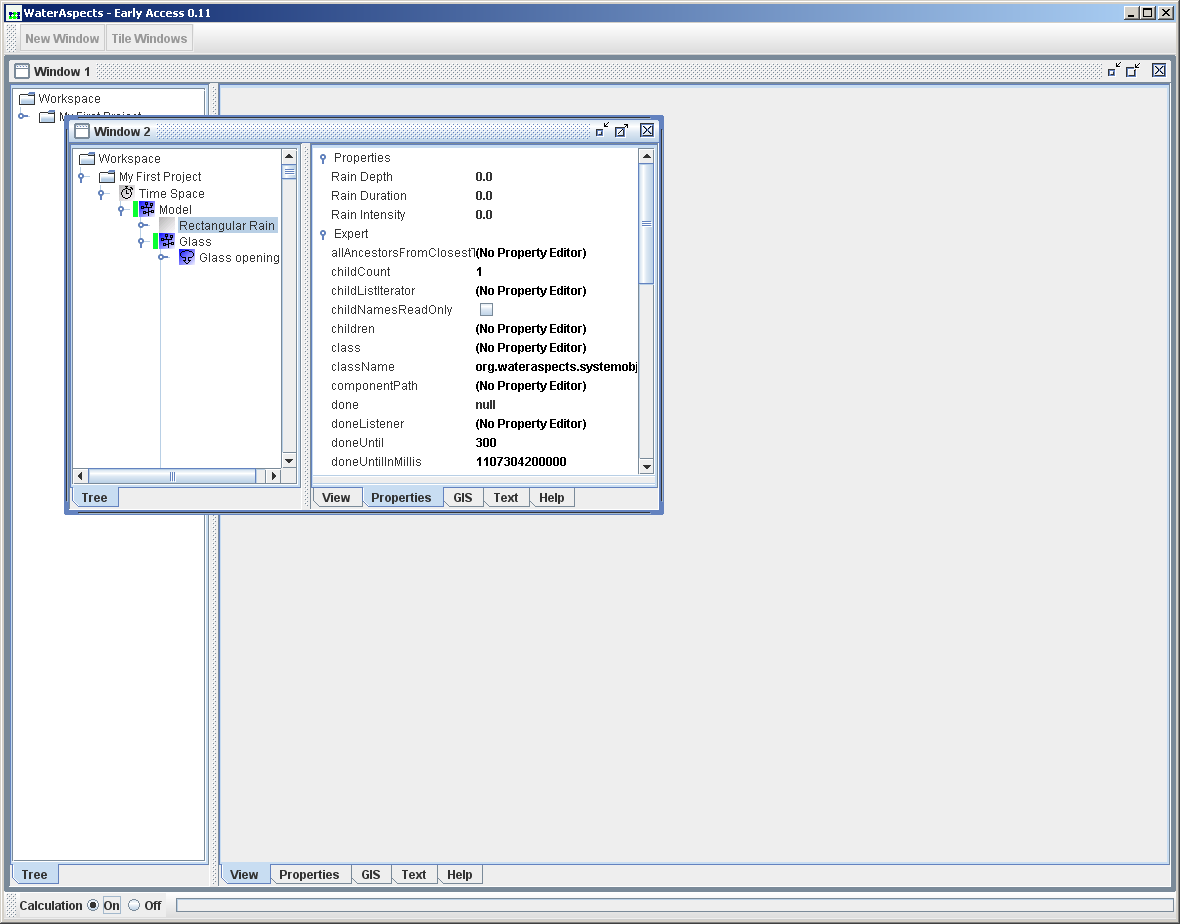 WaterAspects - Early Access 0.11
New Window Tile Windows
Window 1
Workspace
My First Project
Window 2
Workspace
My First Project
Time Space
Model
Rectangular Rain
Glass
Glass opening
Tree
Properties
Rain Depth 0.0
Rain Duration 0.0
Rain Intensity 0.0
Expert
allAncestorsFromClosestT (No Property Editor)
childCount 1
childListIterator (No Property Editor)
childNamesReadOnly
children (No Property Editor)
class (No Property Editor)
className org.wateraspects.systemobj
componentPath (No Property Editor)
done null
doneListener (No Property Editor)
doneUntil 300
doneUntilInMillis 1107304200000
View Properties GIS Text Help
Tree
View Properties GIS Text Help
Calculation On Off